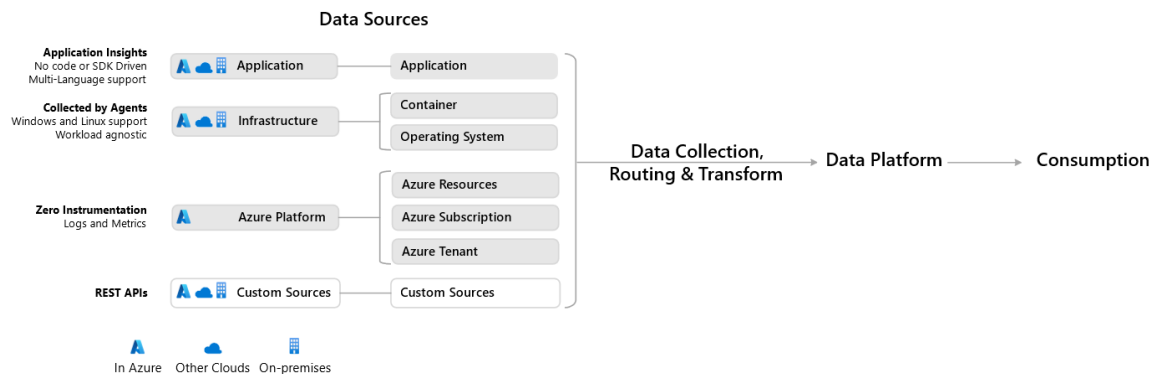 Data Sources
Application Insights
No code or SDK Driven
Multi-Language support
Application
Application
Collected by Agents
Windows and Linux support
Workload agnostic
Infrastructure
Container
Operating System
Data Collection,
Routing & Transform
Data Platform
Consumption
Zero Instrumentation
Logs and Metrics
Azure Platform
Azure Resources
Azure Subscription
Azure Tenant
REST APIs
Custom Sources
Custom Sources
In Azure
Other Clouds
On-premises